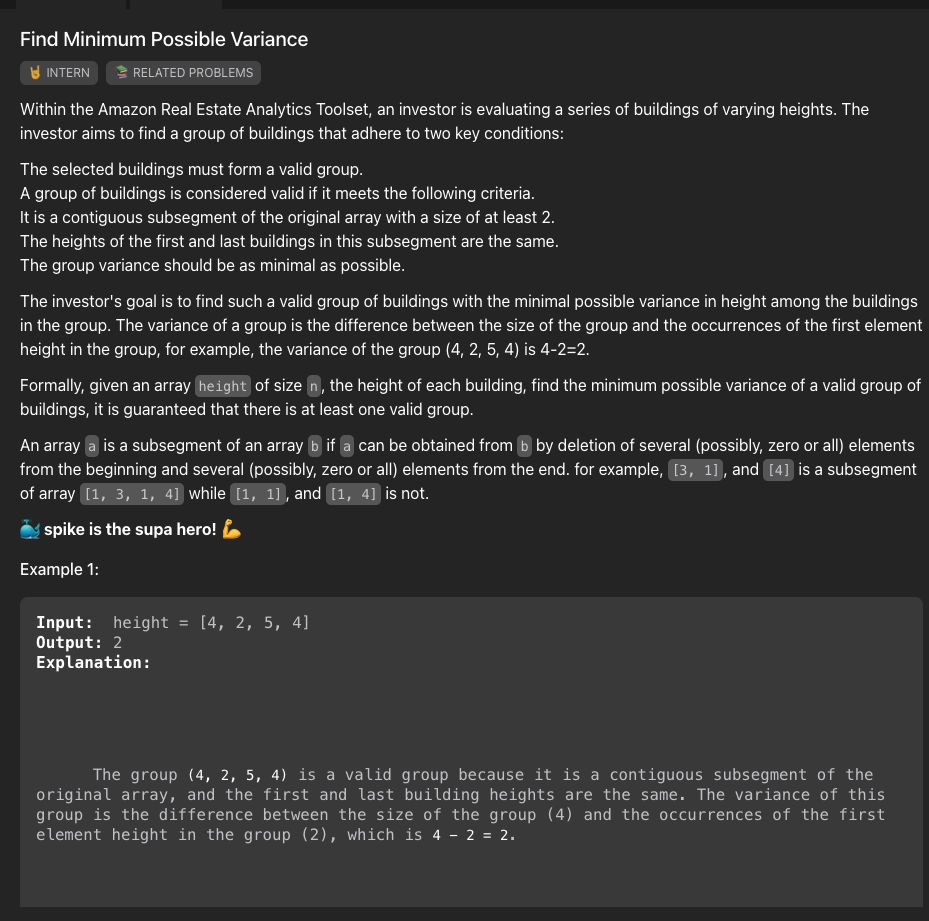 Find Minimum Possible Variance
🤘 INTERN 📚 RELATED PROBLEMS
Within the Amazon Real Estate Analytics Toolset, an investor is evaluating a series of buildings of varying heights. The
investor aims to find a group of buildings that adhere to two key conditions:
The selected buildings must form a valid group.
A group of buildings is considered valid if it meets the following criteria.
It is a contiguous subsegment of the original array with a size of at least 2.
The heights of the first and last buildings in this subsegment are the same.
The group variance should be as minimal as possible.
The investor's goal is to find such a valid group of buildings with the minimal possible variance in height among the buildings
in the group. The variance of a group is the difference between the size of the group and the occurrences of the first element
height in the group, for example, the variance of the group (4, 2, 5, 4) is 4-2=2.
Formally, given an array height of size n, the height of each building, find the minimum possible variance of a valid group of
buildings, it is guaranteed that there is at least one valid group.
An array a is a subsegment of an array b if a can be obtained from b by deletion of several (possibly, zero or all) elements
from the beginning and several (possibly, zero or all) elements from the end. for example, [3, 1], and [4] is a subsegment
of array [1, 3, 1, 4] while [1, 1], and [1, 4] is not.
🐳 spike is the supa hero! 💪
Example 1:
Input: height = [4, 2, 5, 4]
Output: 2
Explanation:
The group (4, 2, 5, 4) is a valid group because it is a contiguous subsegment of the
original array, and the first and last building heights are the same. The variance of this
group is the difference between the size of the group (4) and the occurrences of the first
element height in the group (2), which is 4 − 2 = 2.